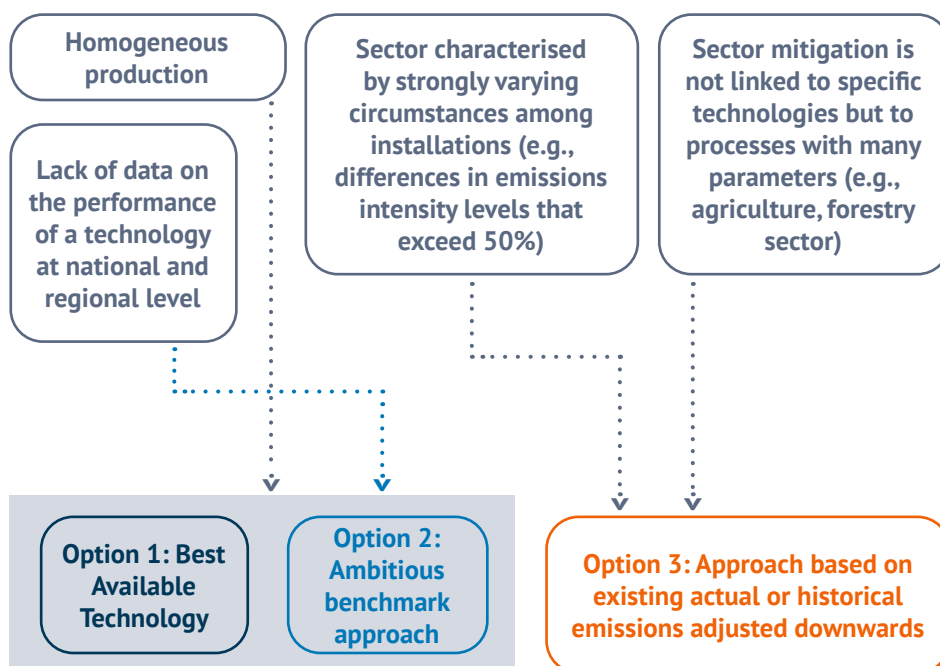 Homogeneous
production
Lack of data on
the performance
of a technology
at national and
regional level
Sector characterised
by strongly varying
circumstances among
installations (e.g.,
differences in emissions
intensity levels that
exceed 50%)
Sector mitigation is
not linked to specific
technologies but to
processes with many
parameters (e.g.,
agriculture, forestry
sector)
Option 1: Best
Available
Technology
Option 2:
Ambitious
benchmark
approach
Option 3: Approach based on
existing actual or historical
emissions adjusted downwards